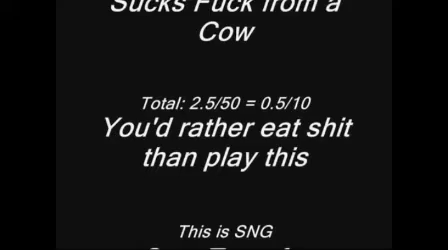 Sucks Fuck from a
Cow
Total: 2.5/50 = 0.5/10
You'd rather eat shit
than play this
This is SNG